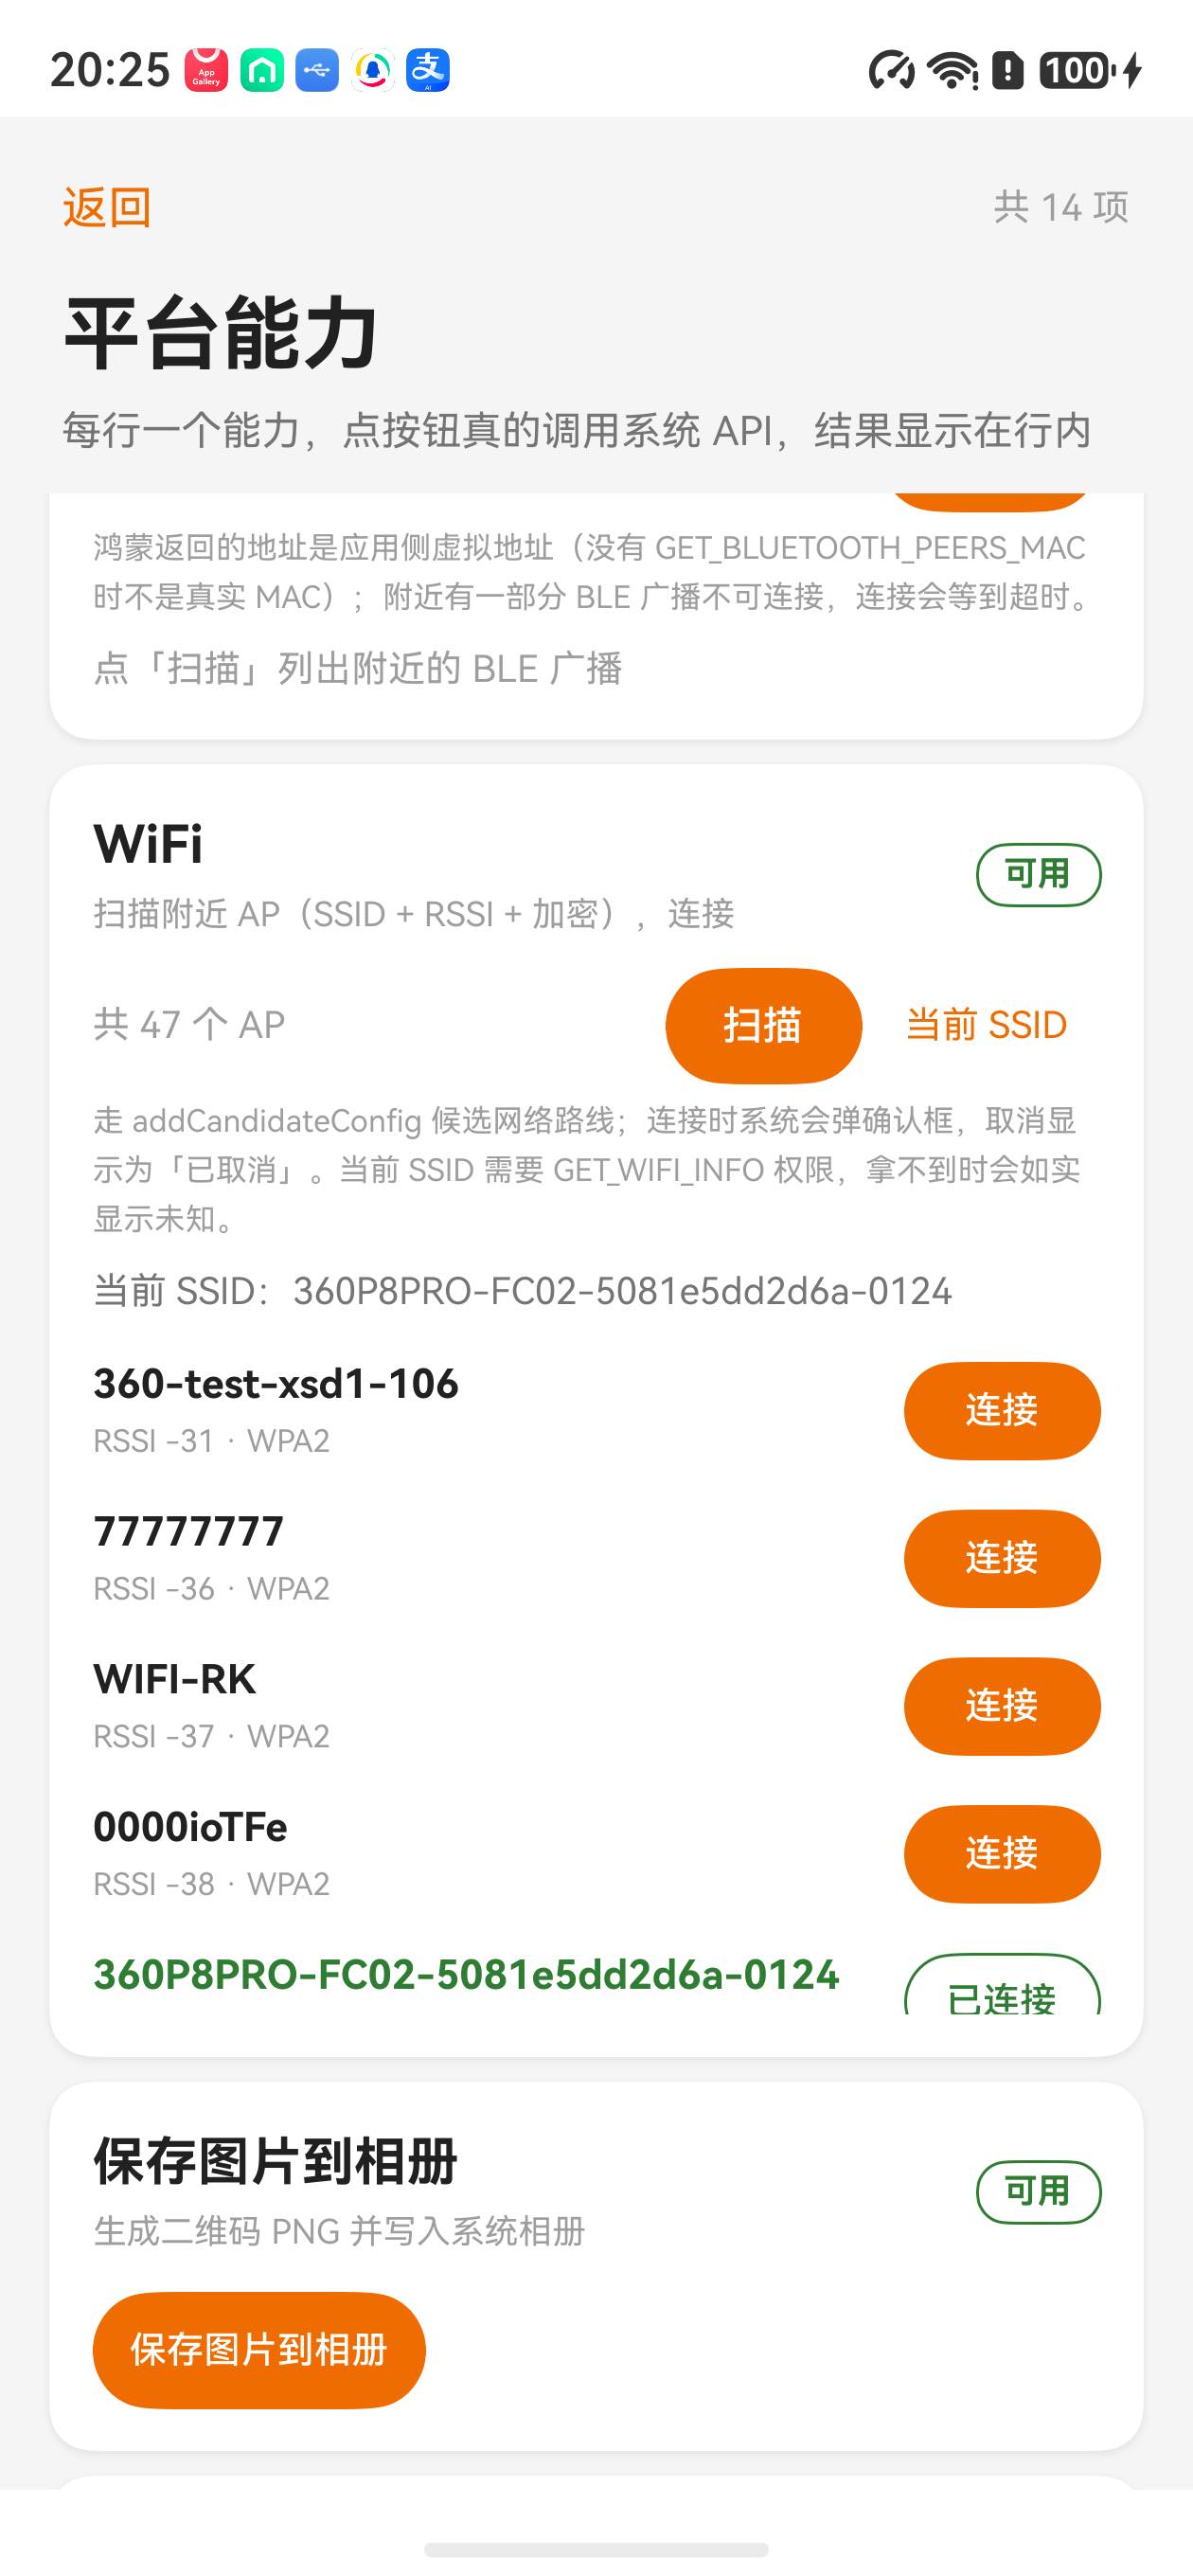 20:25
App
Gallery
支
AI
100
返回
共 14 项
平台能力
每行一个能力，点按钮真的调用系统 API，结果显示在行内
鸿蒙返回的地址是应用侧虚拟地址（没有 GET_BLUETOOTH_PEERS_MAC
时不是真实 MAC）；附近有一部分 BLE 广播不可连接，连接会等到超时。
点「扫描」列出附近的 BLE 广播
WiFi
可用
扫描附近 AP（SSID + RSSI + 加密），连接
共 47 个 AP
扫描
当前 SSID
走 addCandidateConfig 候选网络路线；连接时系统会弹确认框，取消显
示为「已取消」。当前 SSID 需要 GET_WIFI_INFO 权限，拿不到时会如实
显示未知。
当前 SSID：360P8PRO-FC02-5081e5dd2d6a-0124
360-test-xsd1-106
RSSI -31 · WPA2
连接
77777777
RSSI -36 · WPA2
连接
WIFI-RK
RSSI -37 · WPA2
连接
0000ioTFe
RSSI -38 · WPA2
连接
360P8PRO-FC02-5081e5dd2d6a-0124
已连接
保存图片到相册
可用
生成二维码 PNG 并写入系统相册
保存图片到相册